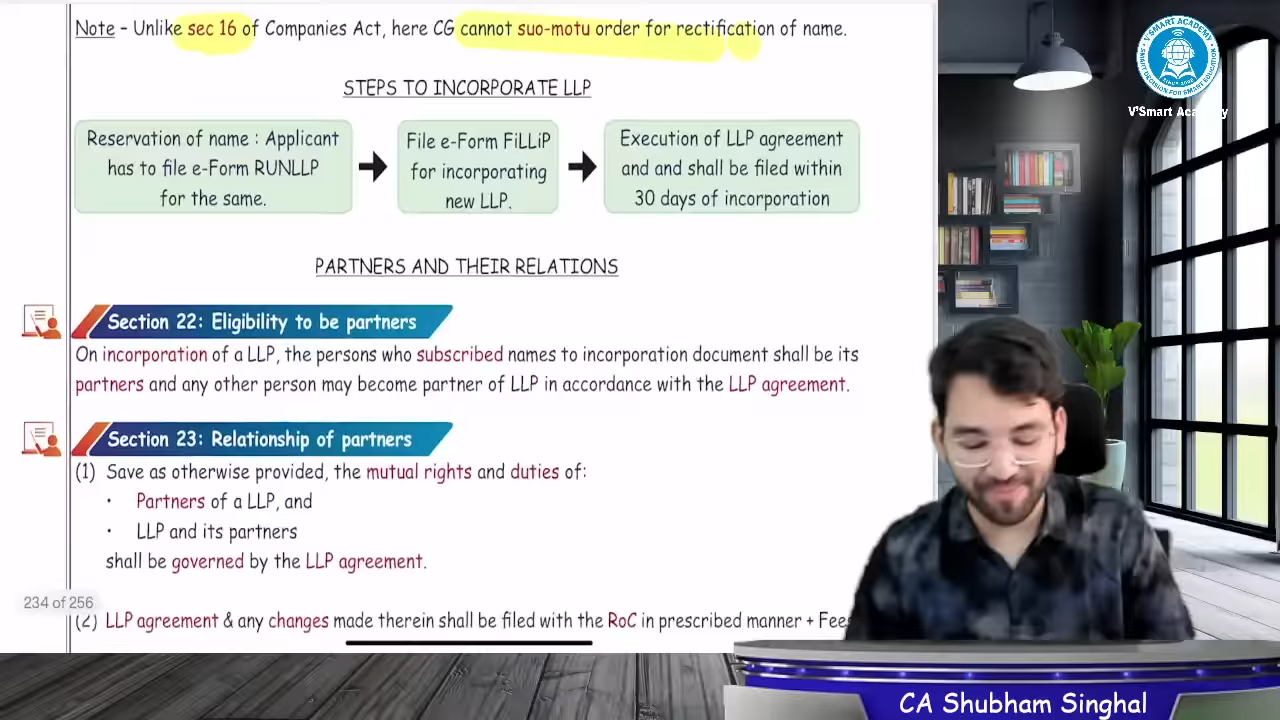 Note – Unlike sec 16 of Companies Act, here CG cannot suo-motu order for rectification of name.
STEPS TO INCORPORATE LLP
Reservation of name : Applicant
has to file e-Form RUNLLP
for the same.
File e-Form FiLLiP
for incorporating
new LLP.
Execution of LLP agreement
and and shall be filed within
30 days of incorporation
PARTNERS AND THEIR RELATIONS
Section 22: Eligibility to be partners
On incorporation of a LLP, the persons who subscribed names to incorporation document shall be its
partners and any other person may become partner of LLP in accordance with the LLP agreement.
Section 23: Relationship of partners
(1) Save as otherwise provided, the mutual rights and duties of:
• Partners of a LLP, and
• LLP and its partners
shall be governed by the LLP agreement.
234 of 256
(2) LLP agreement & any changes made therein shall be filed with the RoC in prescribed manner + Fees
V'SMART ACADEMY
SMART DECISION FOR SMART EDUCATION
V'Smart Academy
CA Shubham Singhal